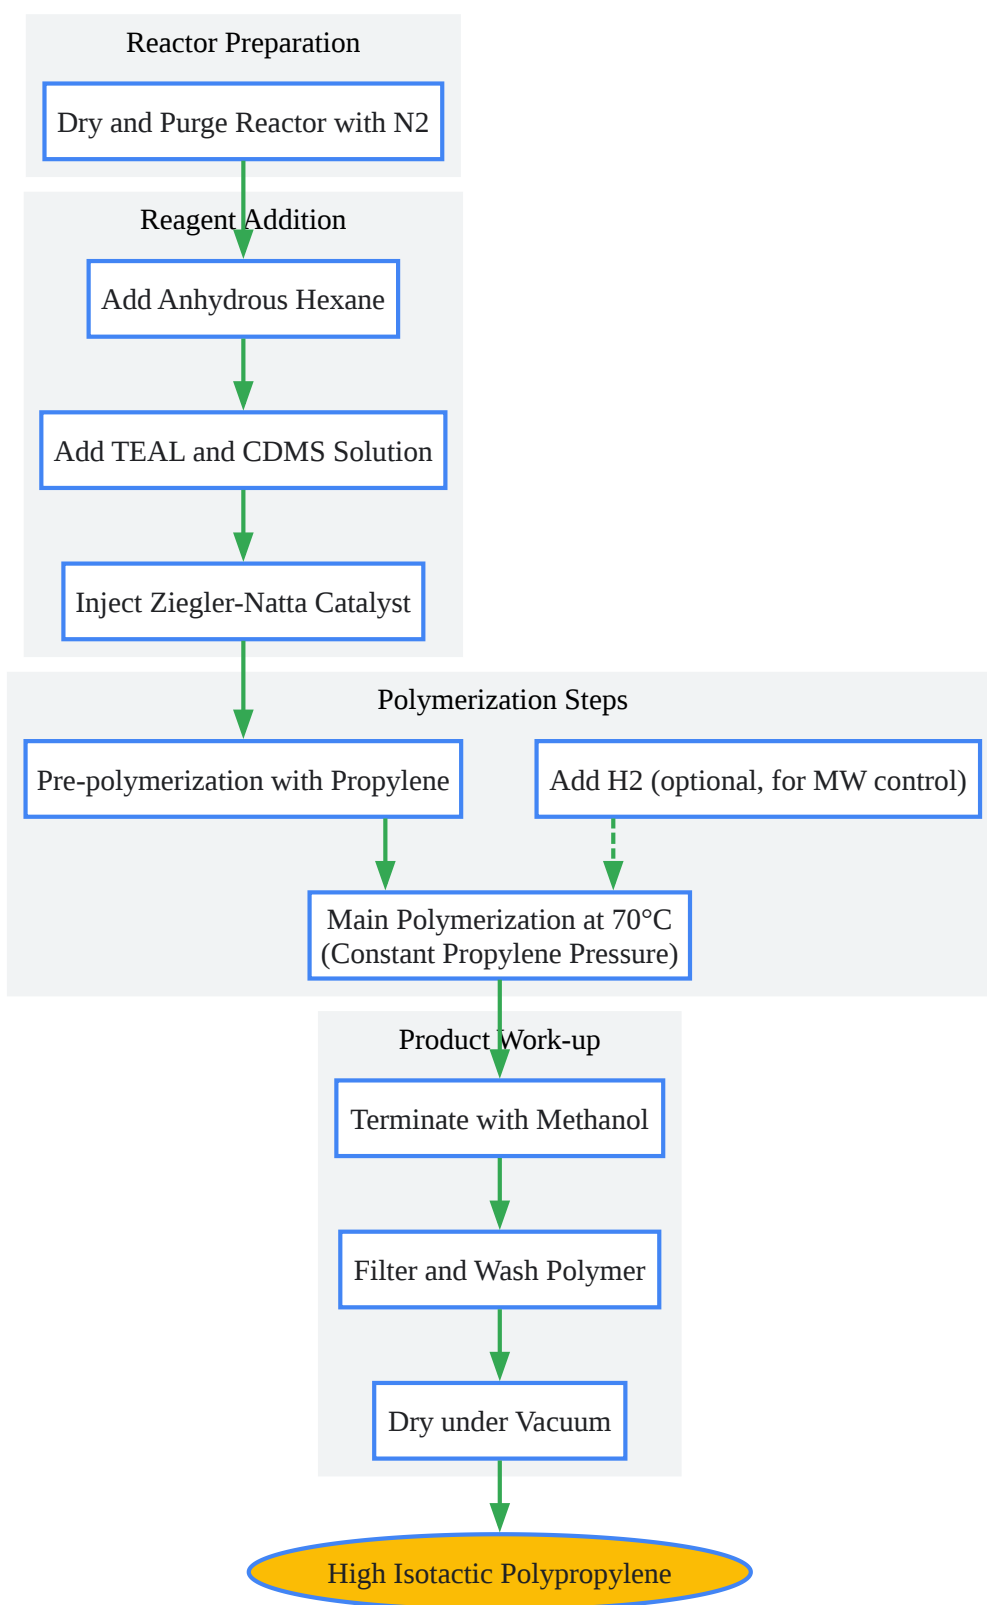 Reactor Preparation
Dry and Purge Reactor with N2
Reagent Addition
Add Anhydrous Hexane
Add TEAL and CDMS Solution
Inject Ziegler-Natta Catalyst
Polymerization Steps
Pre-polymerization with Propylene
Add H2 (optional, for MW control)
Main Polymerization at 70°C
(Constant Propylene Pressure)
Product Work-up
Terminate with Methanol
Filter and Wash Polymer
Dry under Vacuum
High Isotactic Polypropylene